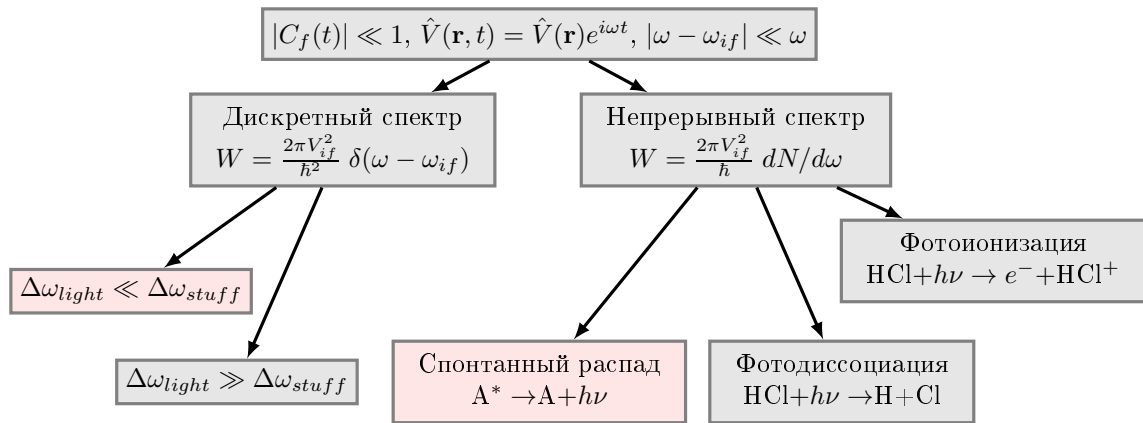 |C_f(t)| ≪ 1, V̂(r, t) = V̂(r)e^{iωt}, |ω − ω_{if}| ≪ ω
Дискретный спектр
W = \frac{2πV_{if}^2}{ħ^2} δ(ω − ω_{if})
Непрерывный спектр
W = \frac{2πV_{if}^2}{ħ} dN/dω
Фотоионизация
HCl+hν → e⁻+HCl⁺
Δω_{light} ≪ Δω_{stuff}
Δω_{light} ≫ Δω_{stuff}
Спонтанный распад
A* →A+hν
Фотодиссоциация
HCl+hν →H+Cl